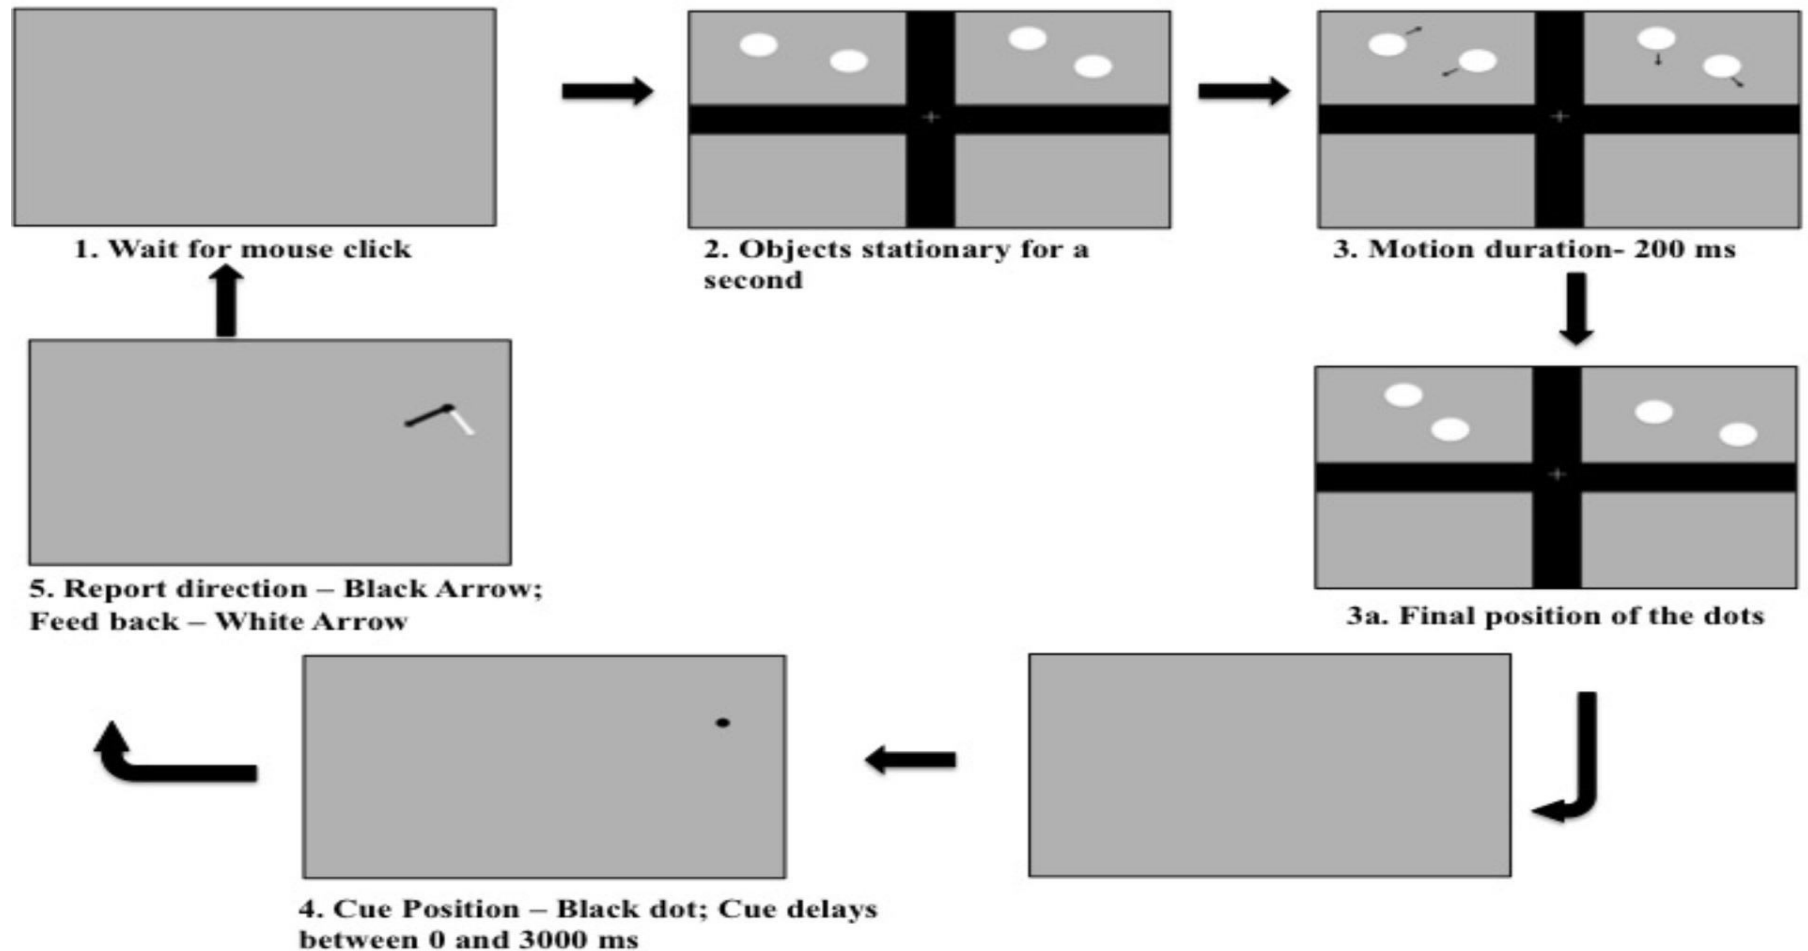 1. Wait for mouse click
2. Objects stationary for a
second
3. Motion duration- 200 ms
3a. Final position of the dots
4. Cue Position – Black dot; Cue delays
between 0 and 3000 ms
5. Report direction – Black Arrow;
Feed back – White Arrow